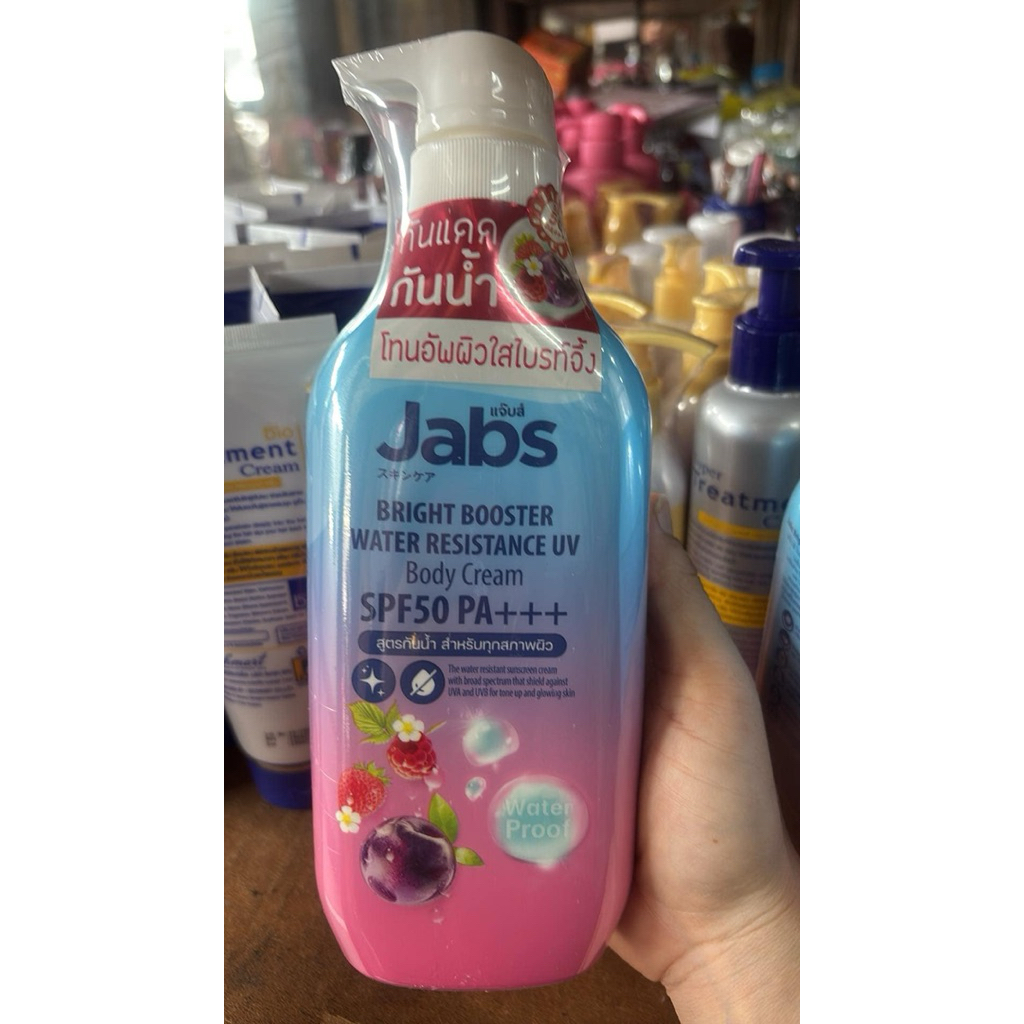 กันแดด
กันน้ำ
โทนอัพผิวใสไบรท์จึ้ง
แจ๊บส์
Jabs
スキンケア
BRIGHT BOOSTER
WATER RESISTANCE UV
Body Cream
SPF50 PA+++
สูตรกันน้ำ สำหรับทุกสภาพผิว
The water resistant sunscreen cream
with broad spectrum that shield against
UVA and UVB for tone up and glowing skin
Water
Proof
Bio
ment
Cream
Treatme